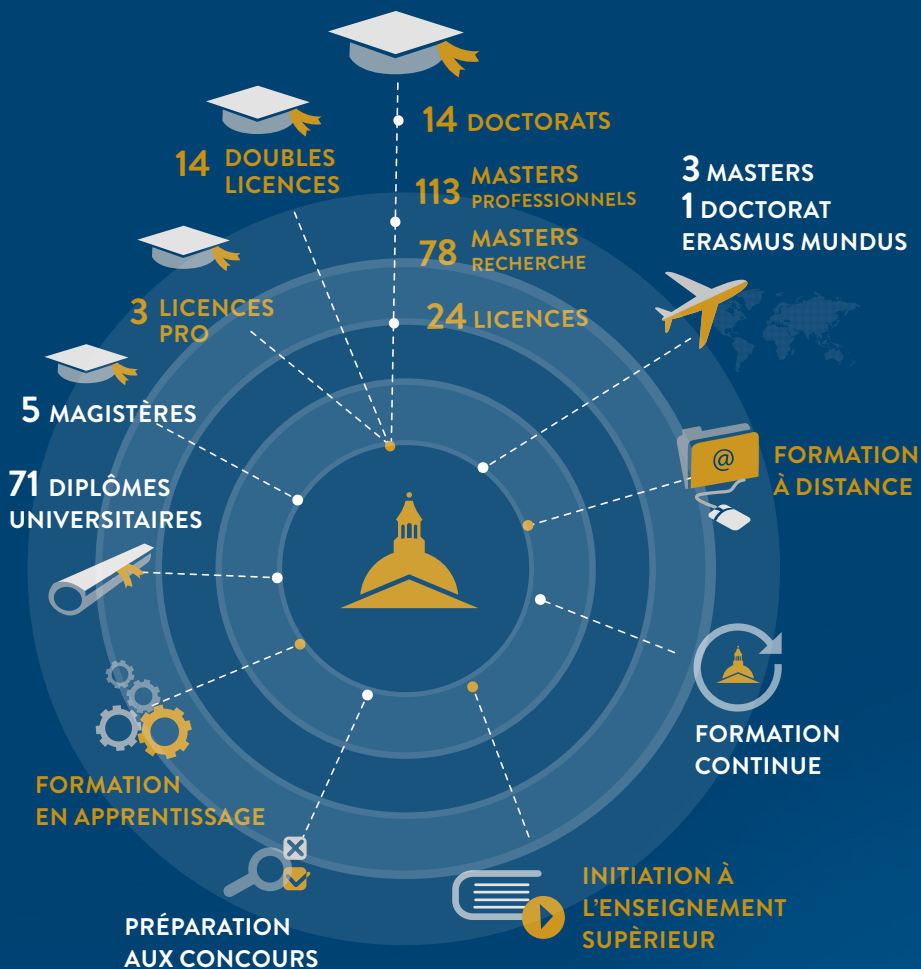 14 DOCTORATS
113 MASTERS
PROFESSIONNELS
78 MASTERS
RECHERCHE
24 LICENCES
14 DOUBLES
LICENCES
3 LICENCES
PRO
5 MAGISTÈRES
71 DIPLÔMES
UNIVERSITAIRES
3 MASTERS
1 DOCTORAT
ERASMUS MUNDUS
@
FORMATION
À DISTANCE
FORMATION
CONTINUE
FORMATION
EN APPRENTISSAGE
PRÉPARATION
AUX CONCOURS
INITIATION À
L'ENSEIGNEMENT
SUPÈRIEUR